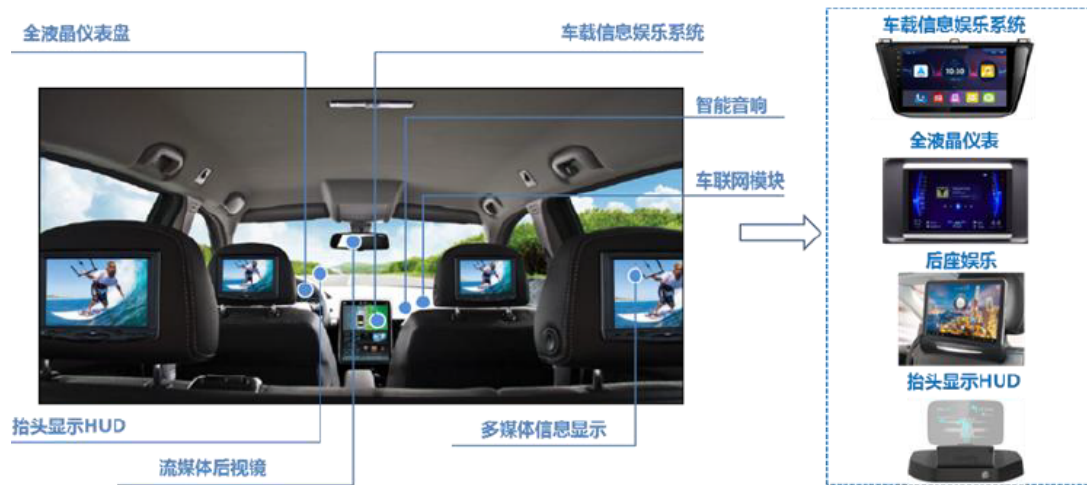 全液晶仪表盘
车载信息娱乐系统
智能音响
车联网模块
抬头显示HUD
多媒体信息显示
流媒体后视镜
车载信息娱乐系统
10:10
全液晶仪表
后座娱乐
抬头显示HUD